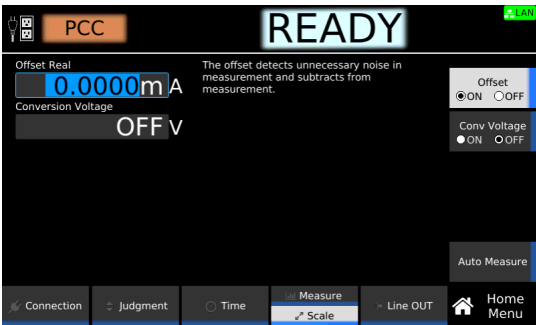 PCC
READY
LAN
Offset Real
0.0000m A
The offset detects unnecessary noise in
measurement and subtracts from
measurement.
Conversion Voltage
OFF V
Offset
ON OFF
Conv Voltage
ON OFF
Auto Measure
Connection
Judgment
Time
Measure
Scale
Line OUT
Home
Menu